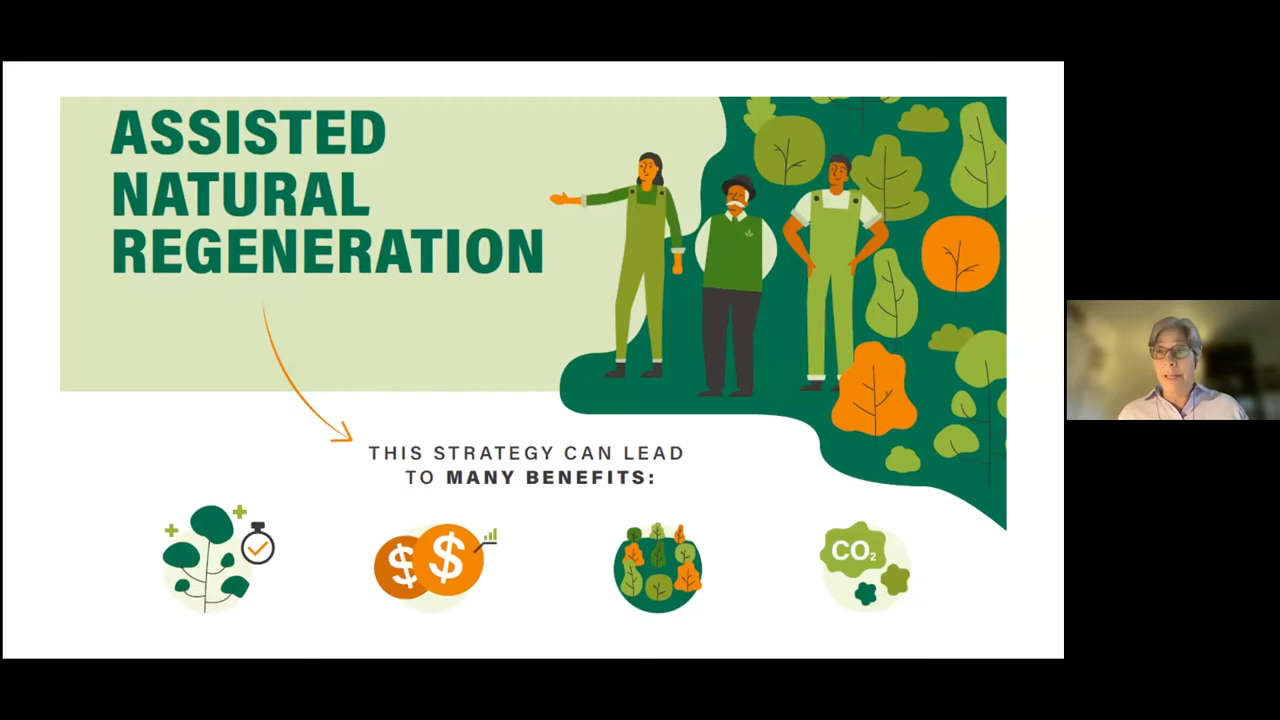 ASSISTED
NATURAL
REGENERATION
THIS STRATEGY CAN LEAD
TO MANY BENEFITS:
$ $
CO₂